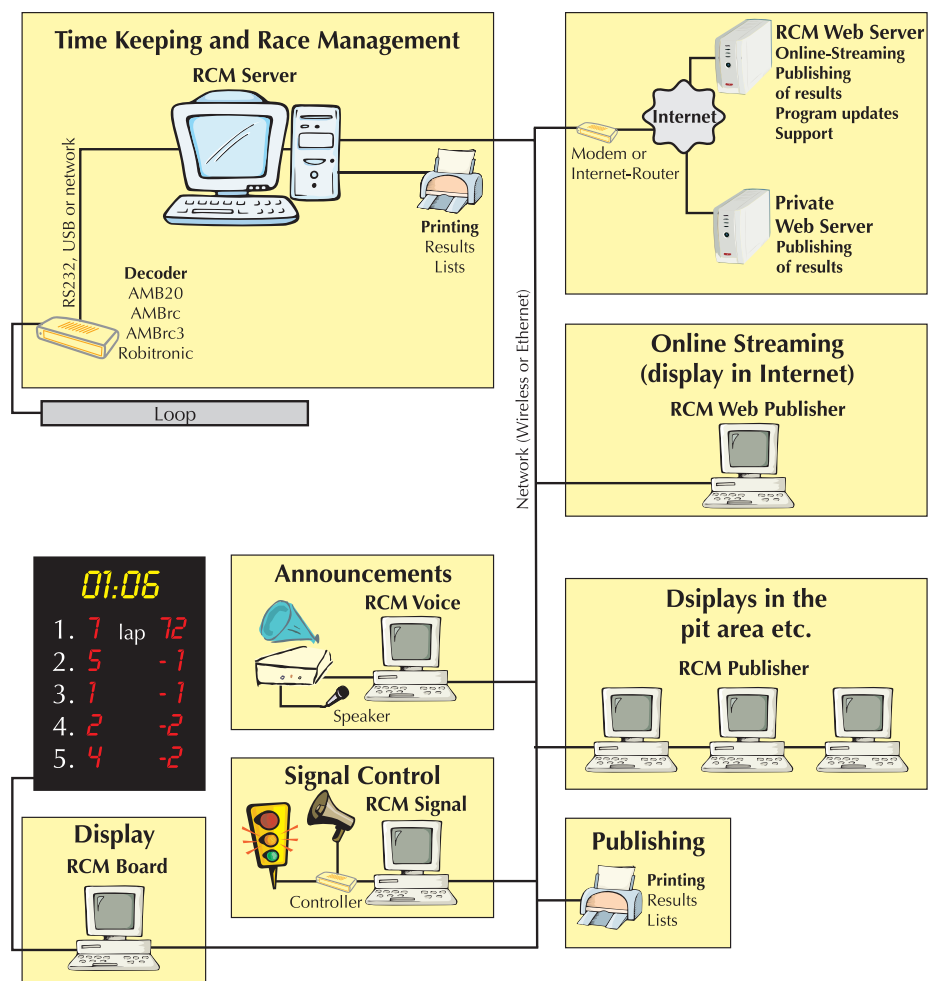 Time Keeping and Race Management
RCM Server
RS232, USB or network
Printing
Results
Lists
Decoder
AMB20
AMBrc
AMBrc3
Robitronic
Loop
Network (Wireless or Ethernet)
RCM Web Server
Online-Streaming
Publishing
of results
Program updates
Support
Internet
Modem or
Internet-Router
Private
Web Server
Publishing
of results
Online Streaming
(display in Internet)
RCM Web Publisher
01:06
1. 7 lap 72
2. 5 -1
3. 1 -1
4. 2 -2
5. 4 -2
Announcements
RCM Voice
Speaker
Dsiplays in the
pit area etc.
RCM Publisher
Signal Control
RCM Signal
Controller
Display
RCM Board
Publishing
Printing
Results
Lists